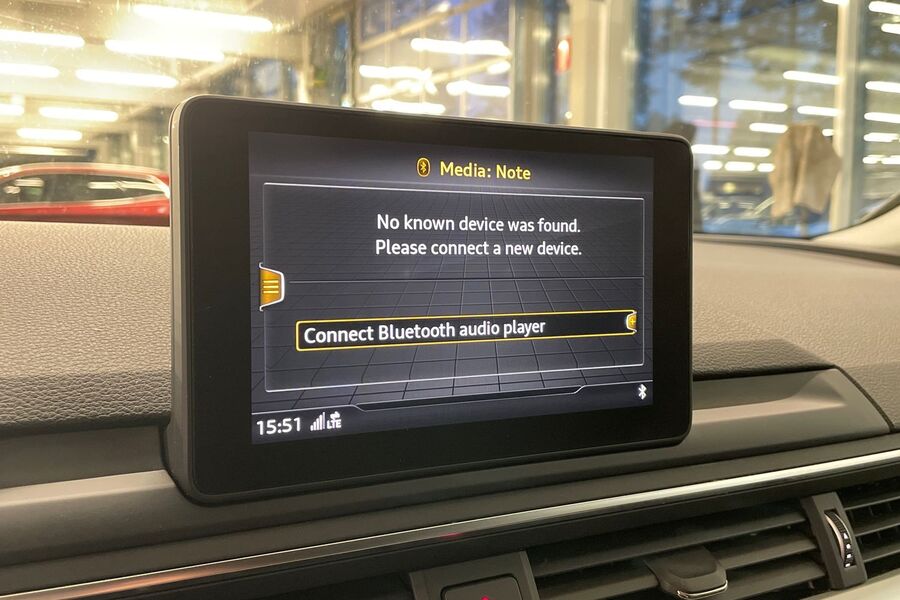 Media: Note
No known device was found.
Please connect a new device.
Connect Bluetooth audio player
15:51 LTE